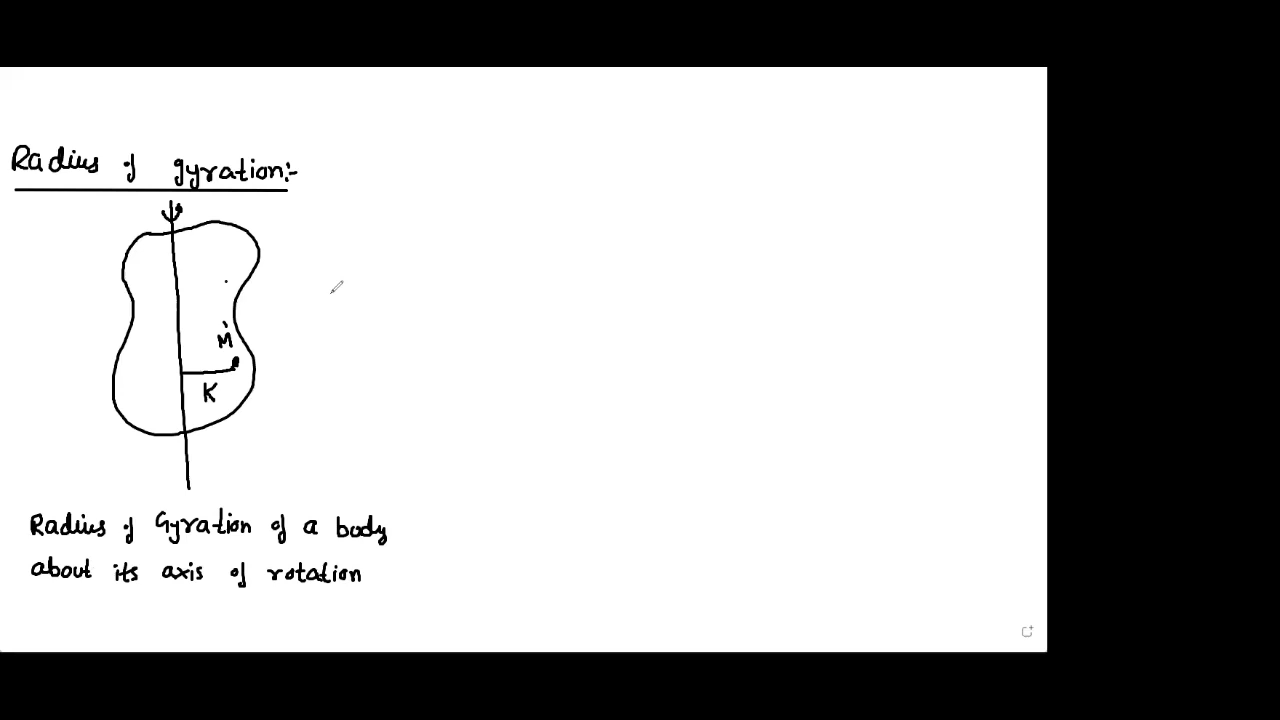 Radius of gyration:-
M
K
Radius of Gyration of a body
about its axis of rotation